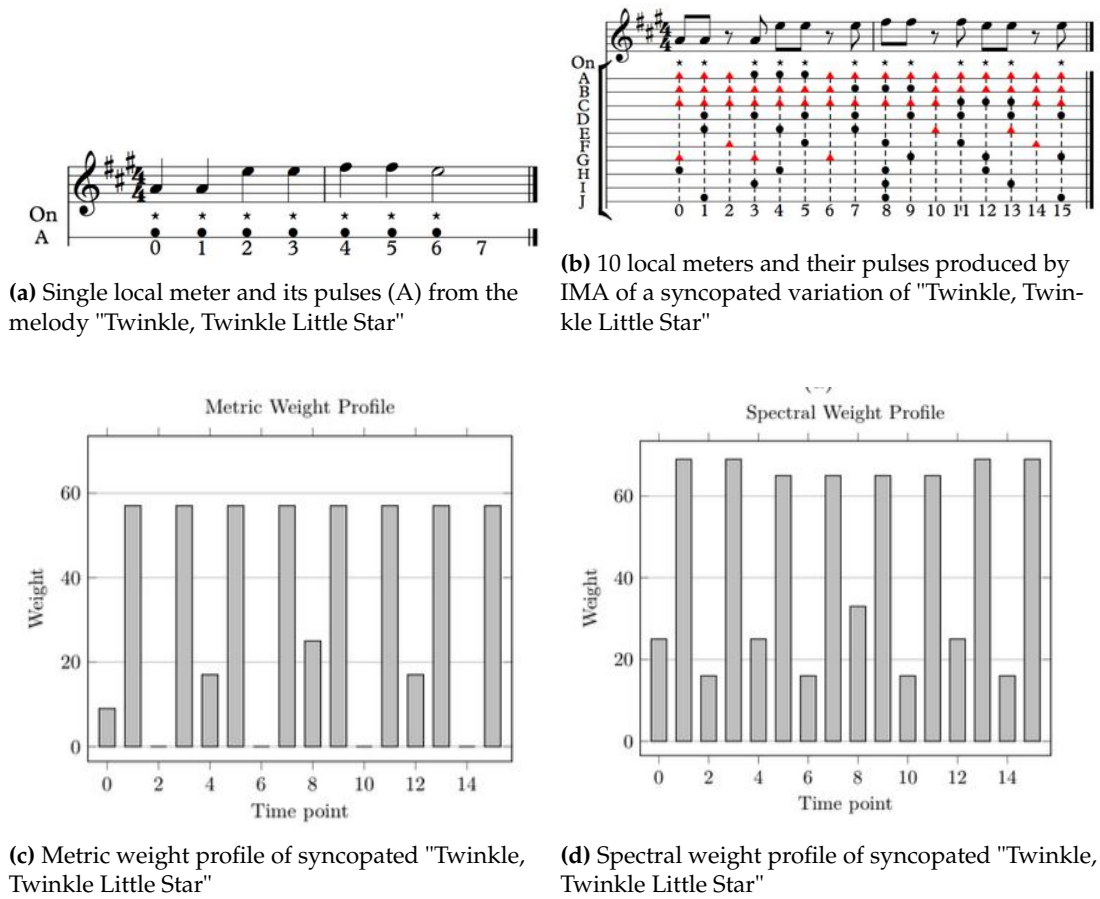 On
A
0 1 2 3 4 5 6 7
(a) Single local meter and its pulses (A) from the
melody "Twinkle, Twinkle Little Star"
On
A
B
C
D
E
F
G
H
I
J
0 1 2 3 4 5 6 7 8 9 10 11 12 13 14 15
(b) 10 local meters and their pulses produced by
IMA of a syncopated variation of "Twinkle, Twin-
kle Little Star"
Metric Weight Profile
Weight
60
40
20
0
0 2 4 6 8 10 12 14
Time point
(c) Metric weight profile of syncopated "Twinkle,
Twinkle Little Star"
Spectral Weight Profile
Weight
60
40
20
0
0 2 4 6 8 10 12 14
Time point
(d) Spectral weight profile of syncopated "Twinkle,
Twinkle Little Star"